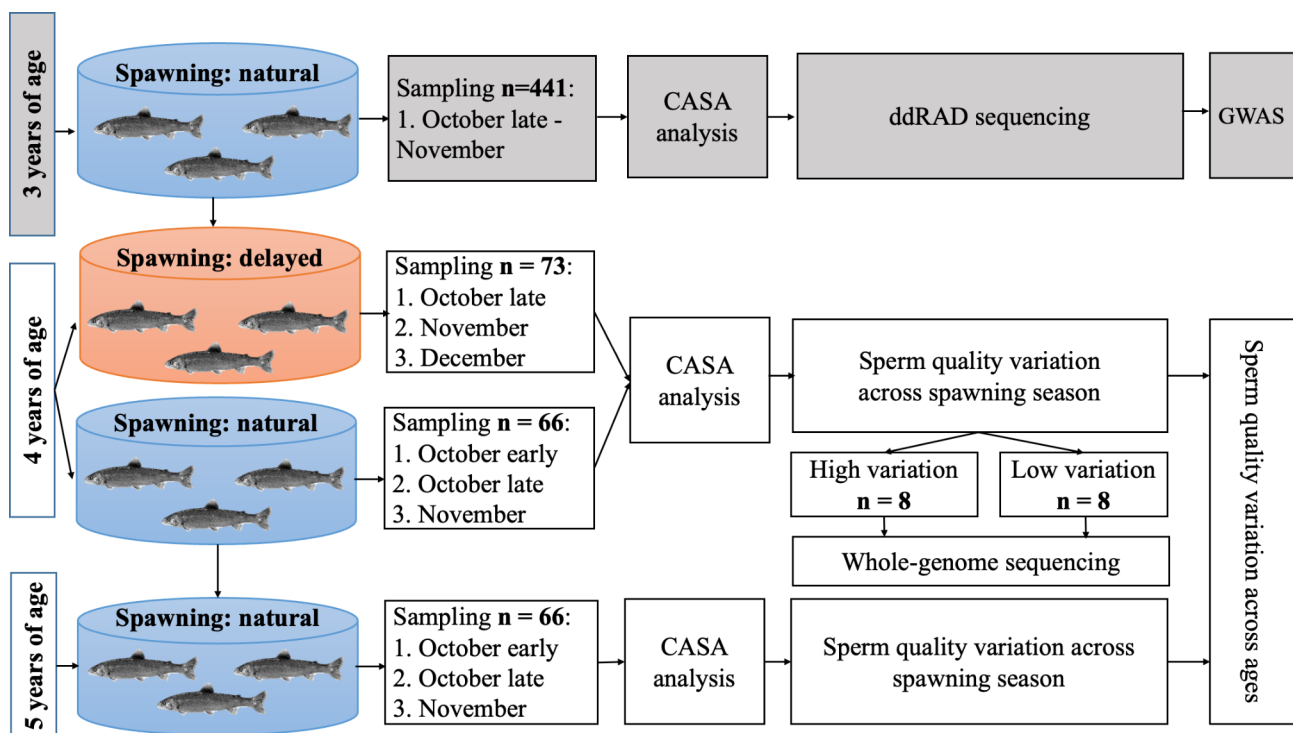 3 years of age
Spawning: natural
Sampling n=441:
1. October late -
November
CASA
analysis
ddRAD sequencing
GWAS
4 years of age
Spawning: delayed
Sampling n = 73:
1. October late
2. November
3. December
Spawning: natural
Sampling n = 66:
1. October early
2. October late
3. November
CASA
analysis
Sperm quality variation
across spawning season
High variation
n = 8
Low variation
n = 8
Whole-genome sequencing
Sperm quality variation across ages
5 years of age
Spawning: natural
Sampling n = 66:
1. October early
2. October late
3. November
CASA
analysis
Sperm quality variation across
spawning season